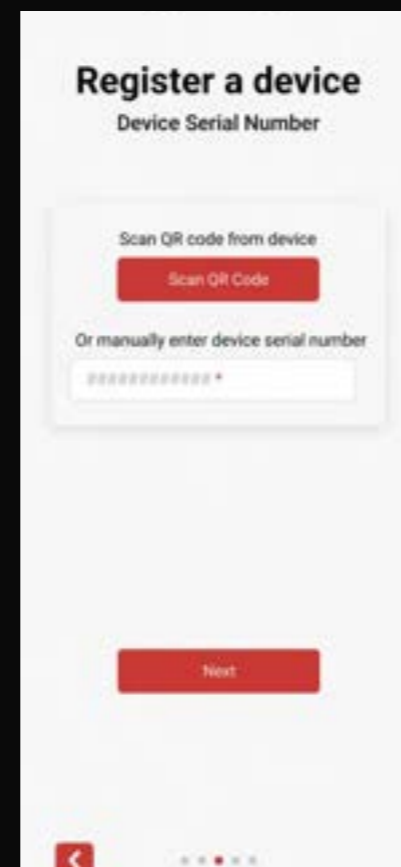 Register a device
Device Serial Number
Scan QR code from device
Scan QR Code
Or manually enter device serial number
############ *
Next